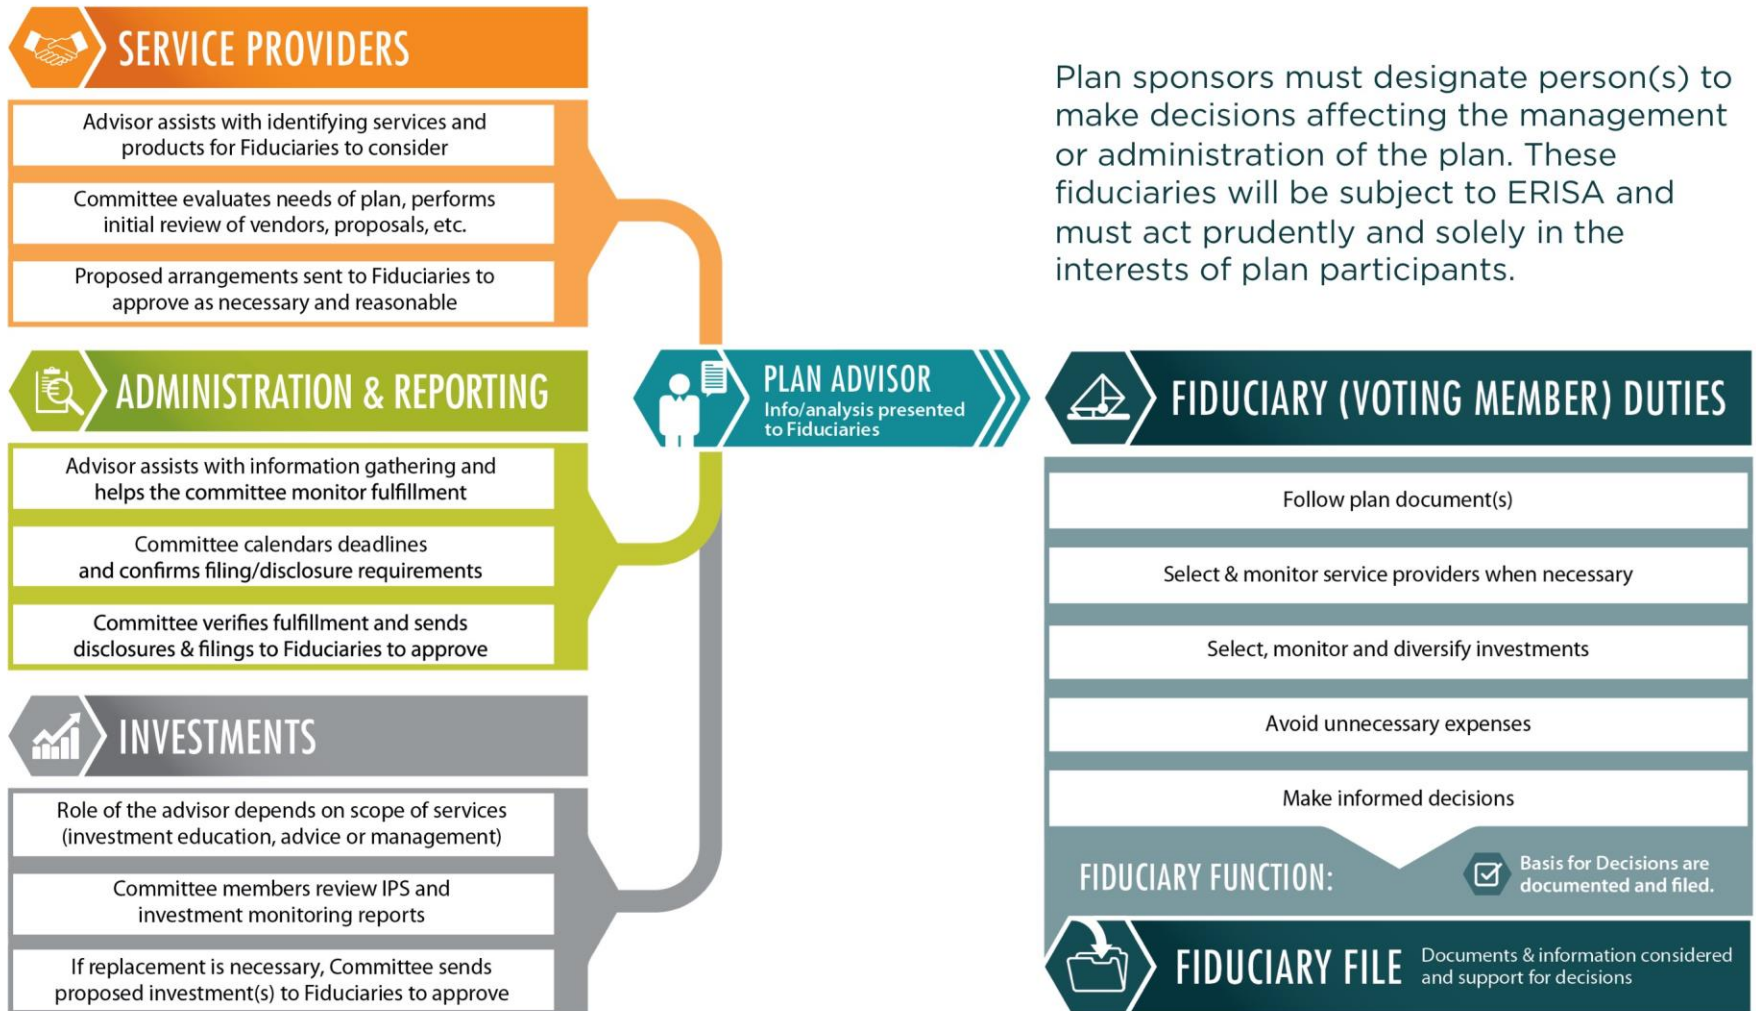 SERVICE PROVIDERS
Advisor assists with identifying services and
products for Fiduciaries to consider
Committee evaluates needs of plan, performs
initial review of vendors, proposals, etc.
Proposed arrangements sent to Fiduciaries to
approve as necessary and reasonable
ADMINISTRATION & REPORTING
Advisor assists with information gathering and
helps the committee monitor fulfillment
Committee calendars deadlines
and confirms filing/disclosure requirements
Committee verifies fulfillment and sends
disclosures & filings to Fiduciaries to approve
INVESTMENTS
Role of the advisor depends on scope of services
(investment education, advice or management)
Committee members review IPS and
investment monitoring reports
If replacement is necessary, Committee sends
proposed investment(s) to Fiduciaries to approve
PLAN ADVISOR
Info/analysis presented
to Fiduciaries
Plan sponsors must designate person(s) to
make decisions affecting the management
or administration of the plan. These
fiduciaries will be subject to ERISA and
must act prudently and solely in the
interests of plan participants.
FIDUCIARY (VOTING MEMBER) DUTIES
Follow plan document(s)
Select & monitor service providers when necessary
Select, monitor and diversify investments
Avoid unnecessary expenses
Make informed decisions
FIDUCIARY FUNCTION:
Basis for Decisions are
documented and filed.
FIDUCIARY FILE
Documents & information considered
and support for decisions